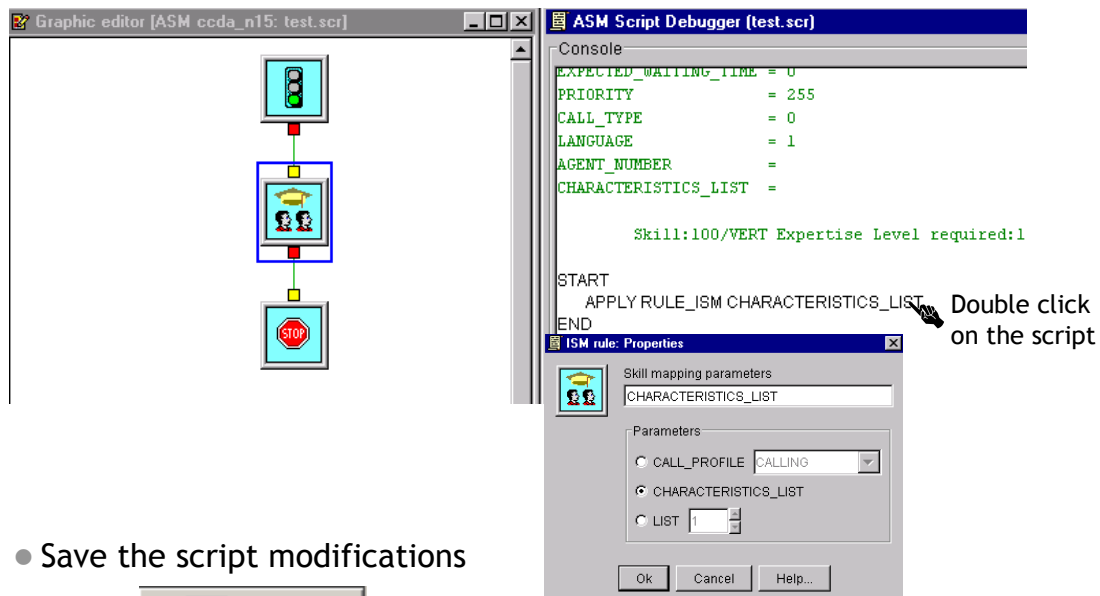 Graphic editor [ASM ccda_n15: test.scr]
STOP
ASM Script Debugger (test.scr)
Console
EXPECTED_WAITING_TIME = 0
PRIORITY = 255
CALL_TYPE = 0
LANGUAGE = 1
AGENT_NUMBER =
CHARACTERISTICS_LIST =
Skill:100/VERT Expertise Level required:1
START
APPLY RULE_ISM CHARACTERISTICS_LIST
END
Double click
on the script
ISM rule: Properties
Skill mapping parameters
CHARACTERISTICS_LIST
Parameters
CALL_PROFILE CALLING
CHARACTERISTICS_LIST
LIST 1
Ok Cancel Help...
● Save the script modifications